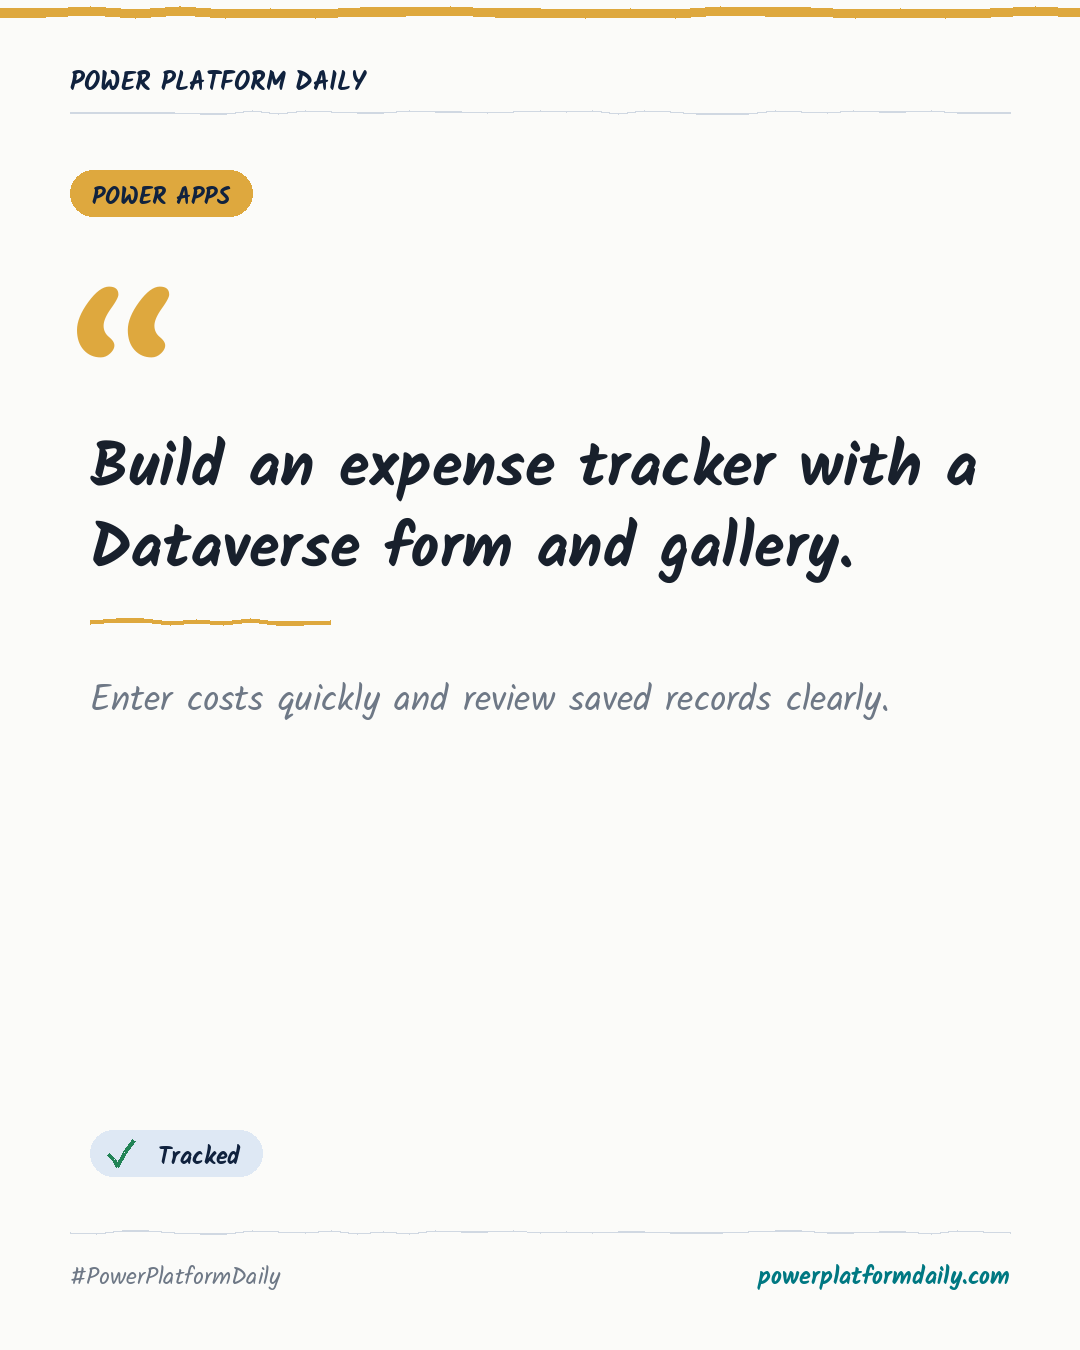 POWER PLATFORM DAILY
POWER APPS
“
Build an expense tracker with a
Dataverse form and gallery.
Enter costs quickly and review saved records clearly.
Tracked
#PowerPlatformDaily
powerplatformdaily.com